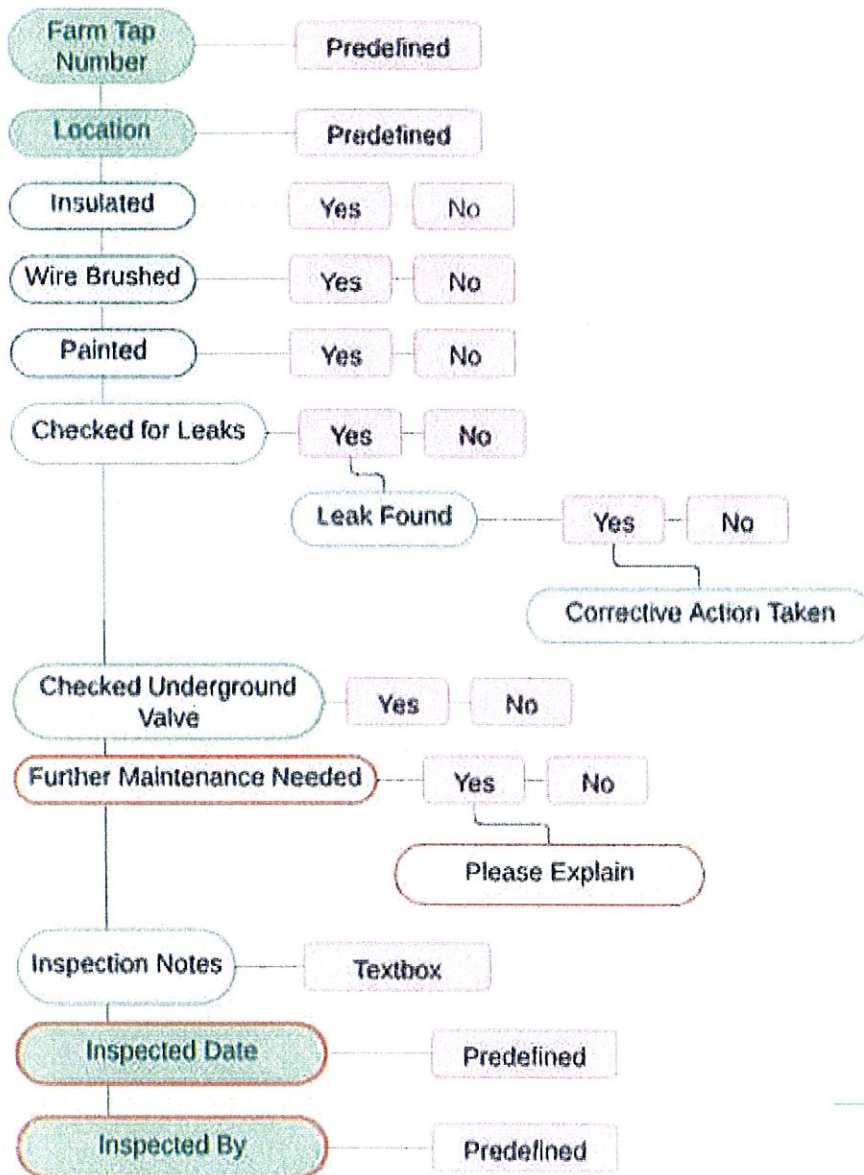 Farm Tap
Number
Predefined
Location
Predefined
Insulated
Yes
No
Wire Brushed
Yes
No
Painted
Yes
No
Checked for Leaks
Yes
No
Leak Found
Yes
No
Corrective Action Taken
Checked Underground
Valve
Yes
No
Further Maintenance Needed
Yes
No
Please Explain
Inspection Notes
Textbox
Inspected Date
Predefined
Inspected By
Predefined